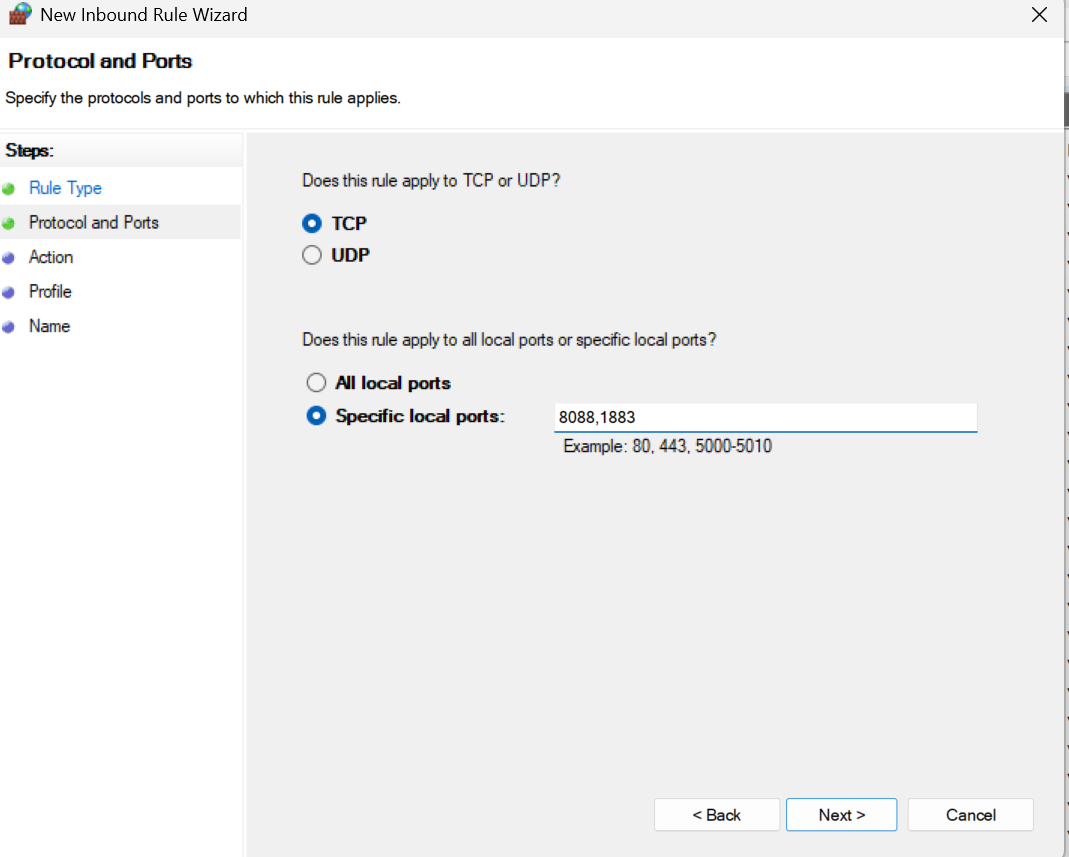 New Inbound Rule Wizard
Protocol and Ports
Specify the protocols and ports to which this rule applies.
Steps:
Rule Type
Protocol and Ports
Action
Profile
Name
Does this rule apply to TCP or UDP?
TCP
UDP
Does this rule apply to all local ports or specific local ports?
All local ports
Specific local ports: 8088,1883
Example: 80, 443, 5000-5010
< Back Next > Cancel